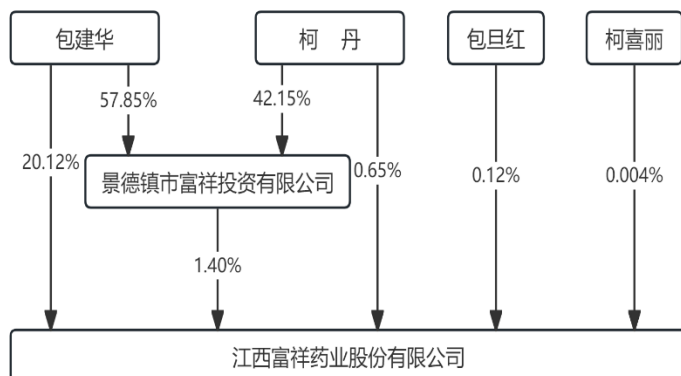 包建华
柯 丹
包旦红
柯喜丽
57.85%
42.15%
20.12%
景德镇市富祥投资有限公司
0.65%
0.12%
0.004%
1.40%
江西富祥药业股份有限公司